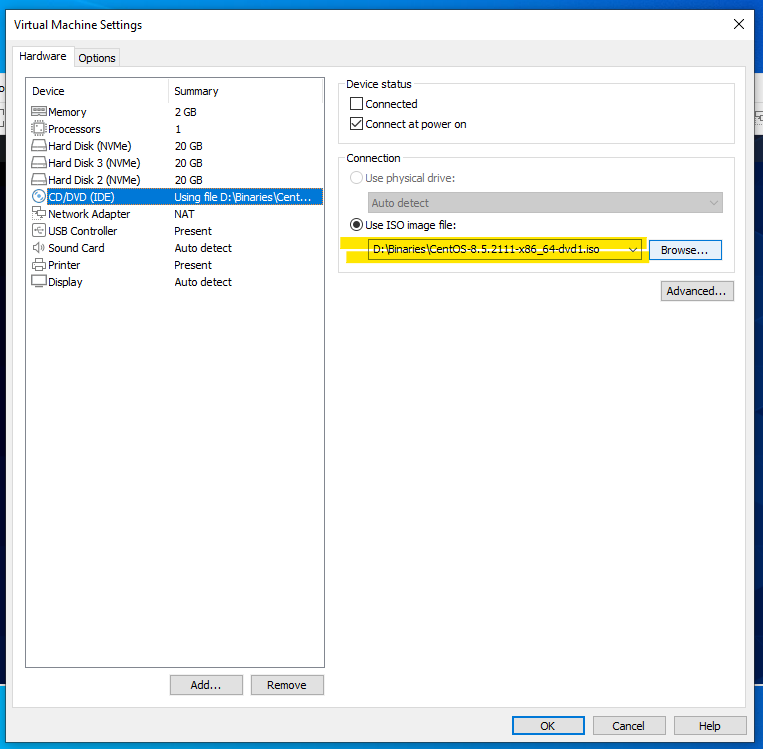 Virtual Machine Settings
Hardware Options
Device Summary
Memory 2 GB
Processors 1
Hard Disk (NVMe) 20 GB
Hard Disk 3 (NVMe) 20 GB
Hard Disk 2 (NVMe) 20 GB
CD/DVD (IDE) Using file D:\Binaries\Cent...
Network Adapter NAT
USB Controller Present
Sound Card Auto detect
Printer Present
Display Auto detect
Add...
Remove
Device status
Connected
Connect at power on
Connection
Use physical drive:
Auto detect
Use ISO image file:
D:\Binaries\CentOS-8.5.2111-x86_64-dvd1.iso
Browse...
Advanced...
OK Cancel Help